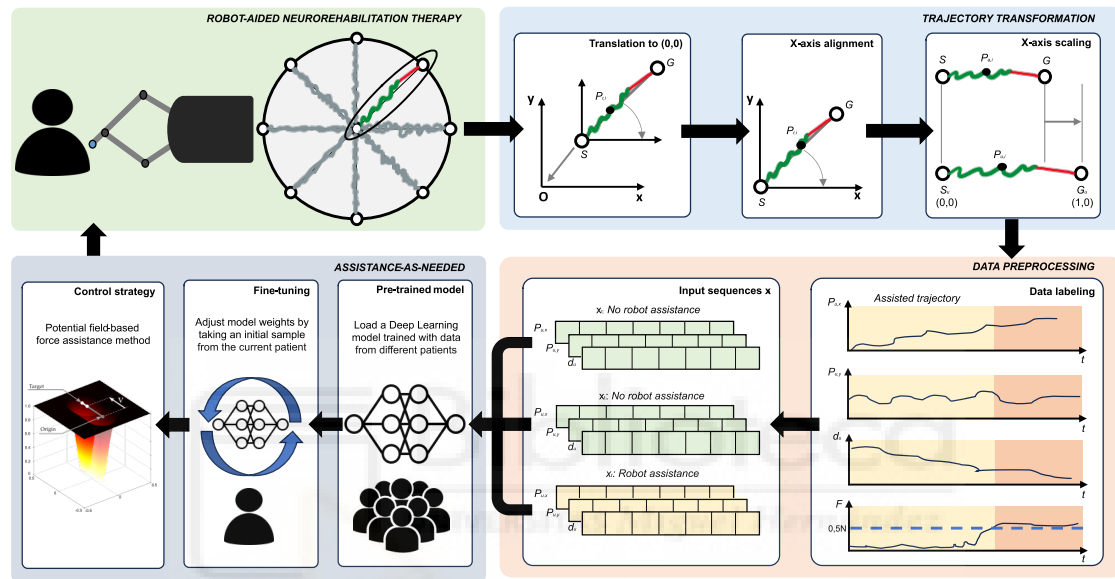 ROBOT-AIDED NEUROREHABILITATION THERAPY
TRAJECTORY TRANSFORMATION
Translation to (0,0)
G
y
S
O
x
X-axis alignment
G
y
S
x
X-axis scaling
S
G
(0,0)
(1,0)
ASSISTANCE-AS-NEEDED
Control strategy
Potential field-based
force assistance method
Target
Origin
Fine-tuning
Adjust model weights by
taking an initial sample
from the current patient
Pre-trained model
Load a Deep Learning
model trained with data
from different patients
DATA PREPROCESSING
Input sequences x
No robot assistance
No robot assistance
Robot assistance
Data labeling
Assisted trajectory
t
t
t
F
0,5N
t
Biblioteca